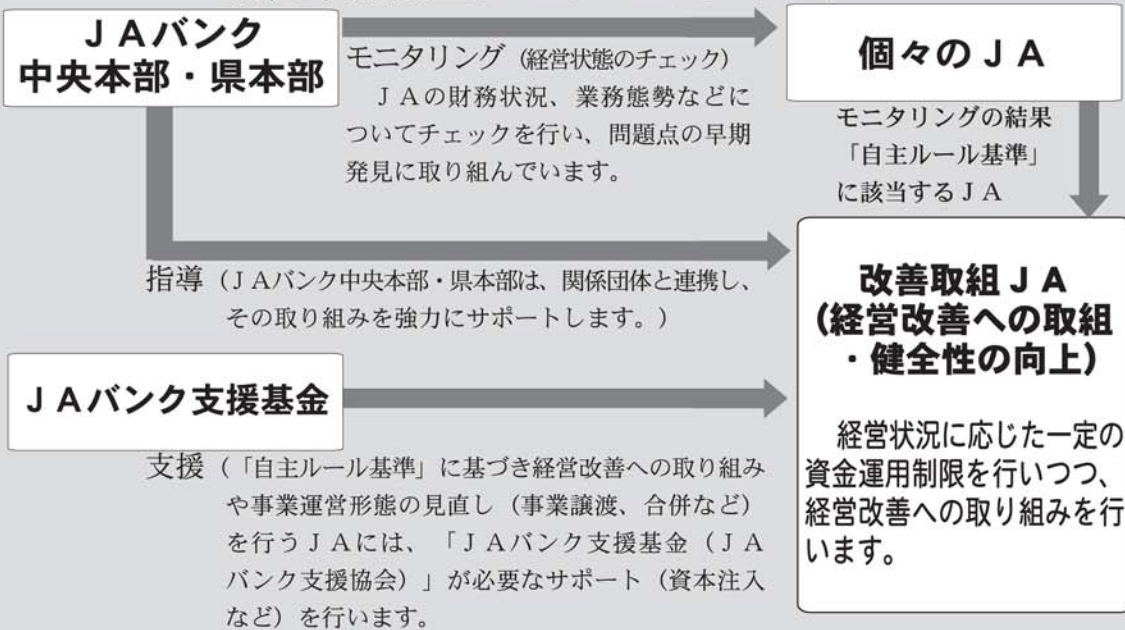 ＪＡバンク
中央本部・県本部
モニタリング（経営状態のチェック）
ＪＡの財務状況、業務態勢などに
ついてチェックを行い、問題点の早期
発見に取り組んでいます。
個々のＪＡ
モニタリングの結果
「自主ルール基準」
に該当するＪＡ
指導（ＪＡバンク中央本部・県本部は、関係団体と連携し、
その取り組みを強力にサポートします。）
改善取組ＪＡ
（経営改善への取組
・健全性の向上）
経営状況に応じた一定の
資金運用制限を行いつつ、
経営改善への取り組みを行
います。
ＪＡバンク支援基金
支援（「自主ルール基準」に基づき経営改善への取り組み
や事業運営形態の見直し（事業譲渡、合併など）
を行うＪＡには、「ＪＡバンク支援基金（ＪＡ
バンク支援協会）」が必要なサポート（資本注入
など）を行います。